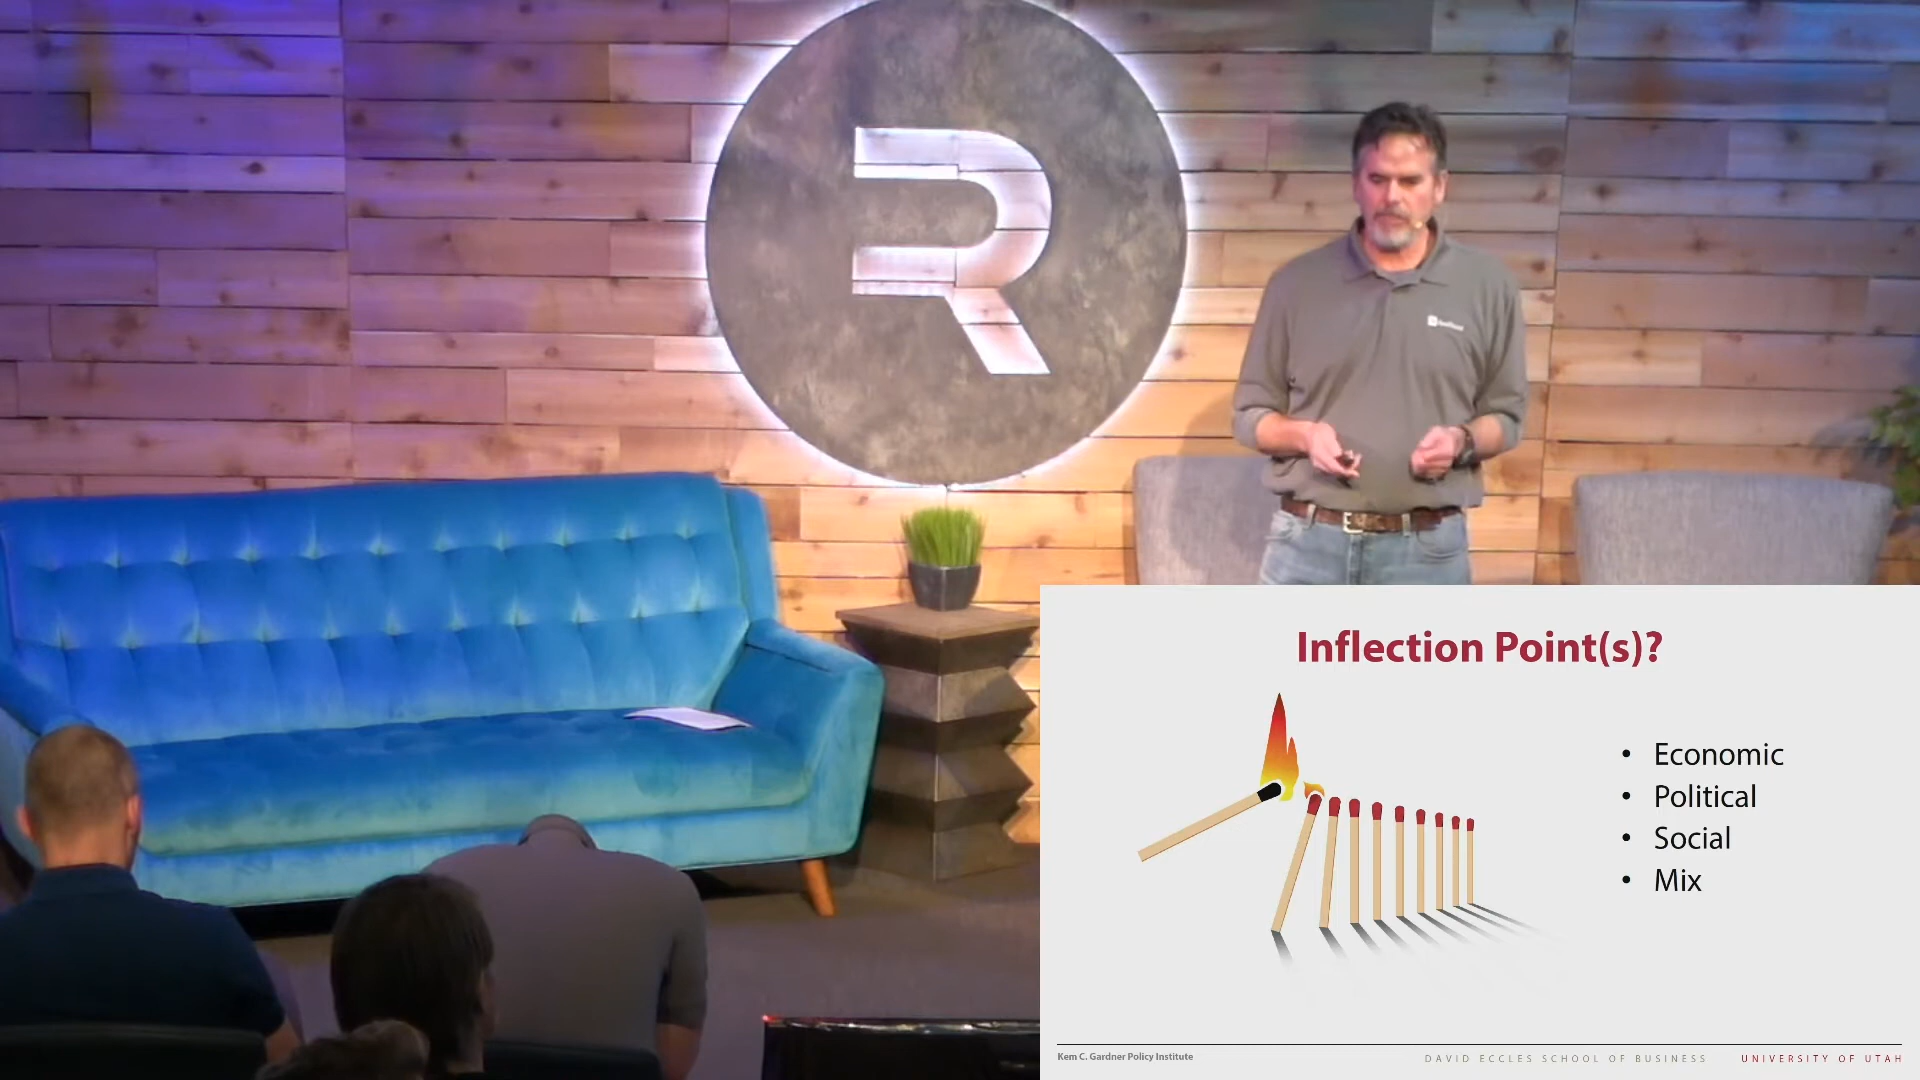 R
Inflection Point(s)?
• Economic
• Political
• Social
• Mix
Kem C. Gardner Policy Institute
DAVID ECCLES SCHOOL OF BUSINESS UNIVERSITY OF UTAH